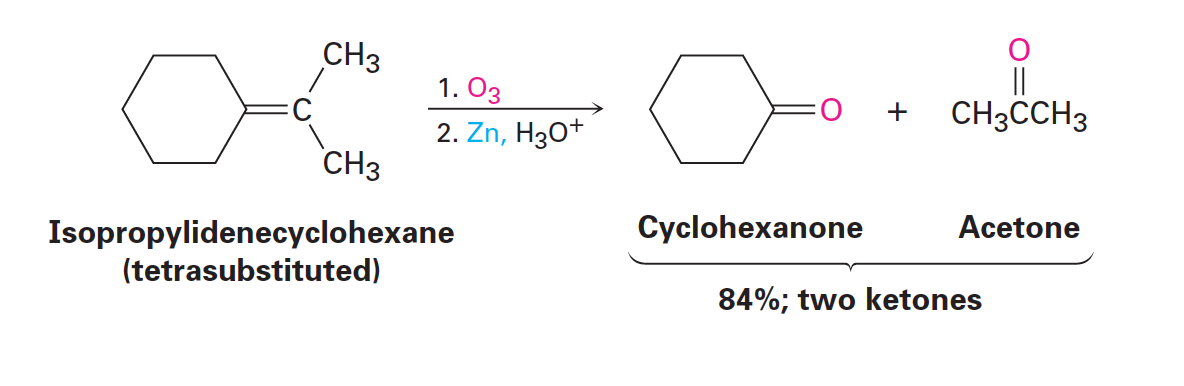 CH₃
C
CH₃
1. O₃
2. Zn, H₃O⁺
O
+
O
CH₃CCH₃
Isopropylidenecyclohexane
(tetrasubstituted)
Cyclohexanone
Acetone
84%; two ketones